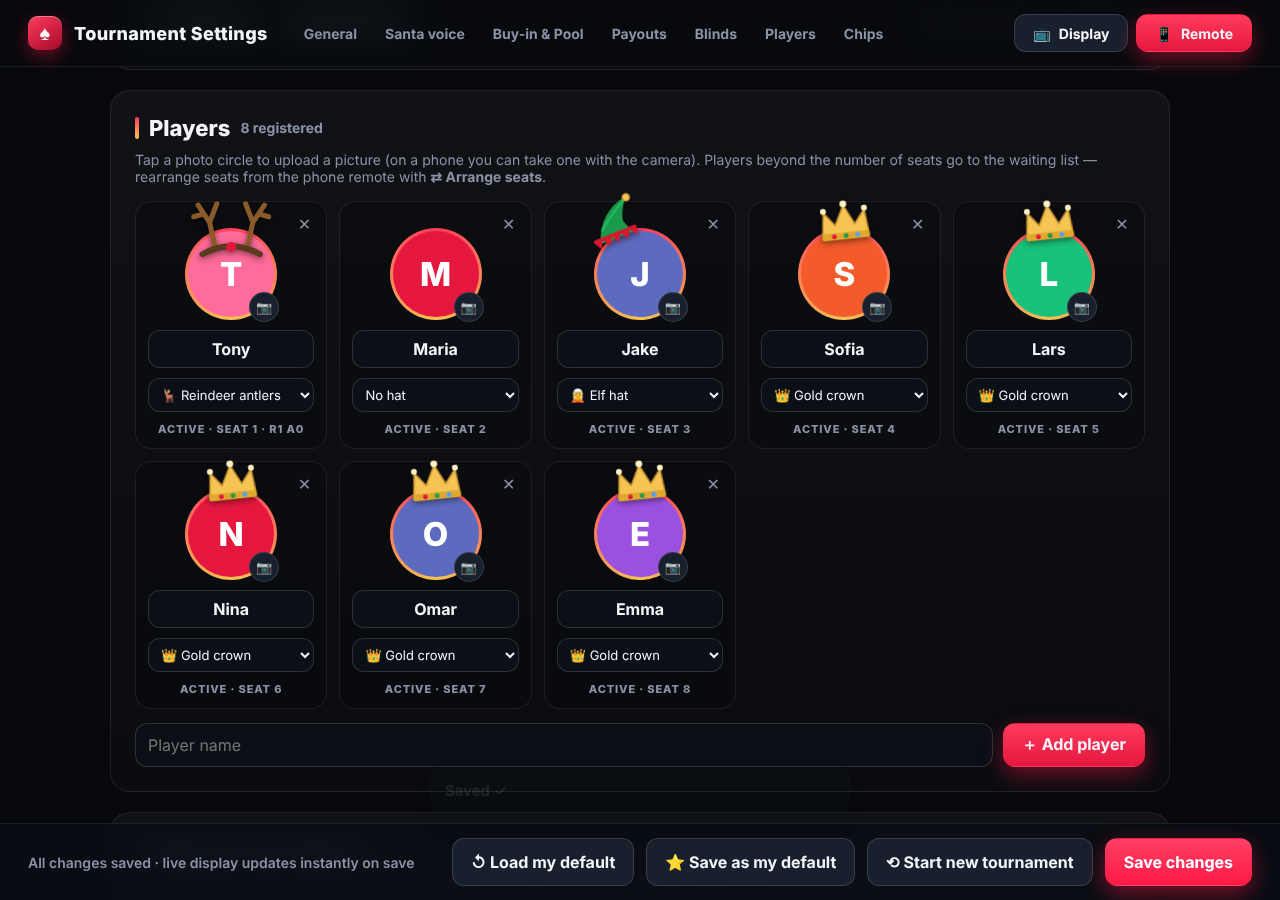 Tournament Settings
General
Santa voice
Buy-in & Pool
Payouts
Blinds
Players
Chips
📺 Display
📱 Remote
Players 8 registered
Tap a photo circle to upload a picture (on a phone you can take one with the camera). Players beyond the number of seats go to the waiting list —
rearrange seats from the phone remote with ⇄ Arrange seats.
T
Tony
🦌 Reindeer antlers
ACTIVE · SEAT 1 · R1 A0
M
Maria
No hat
ACTIVE · SEAT 2
J
Jake
🧝 Elf hat
ACTIVE · SEAT 3
S
Sofia
👑 Gold crown
ACTIVE · SEAT 4
L
Lars
👑 Gold crown
ACTIVE · SEAT 5
N
Nina
👑 Gold crown
ACTIVE · SEAT 6
O
Omar
👑 Gold crown
ACTIVE · SEAT 7
E
Emma
👑 Gold crown
ACTIVE · SEAT 8
Player name
+ Add player
Saved ✓
All changes saved · live display updates instantly on save
↺ Load my default
⭐ Save as my default
⟲ Start new tournament
Save changes